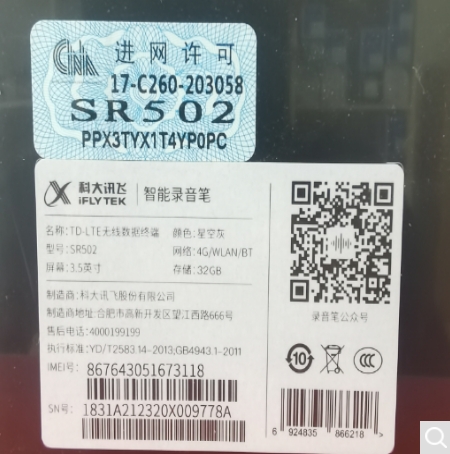 CNA 进网许可
17-C260-203058
SR502
PPX3TYX1T4YP0PC
科大讯飞 iFLYTEK 智能录音笔
名称:TD-LTE无线数据终端 颜色:星空灰
型号:SR502 网络:4G/WLAN/BT
屏幕:3.5英寸 存储:32GB
制造商:科大讯飞股份有限公司
制造商地址:合肥市高新开发区望江西路666号
售后电话:4000199199
执行标准:YD/T2583.14-2013;GB4943.1-2011
录音笔公众号
IMEI号: 867643051673118
10
CCC
SN号: 1831A212320X009778A
6 924835 866218 >